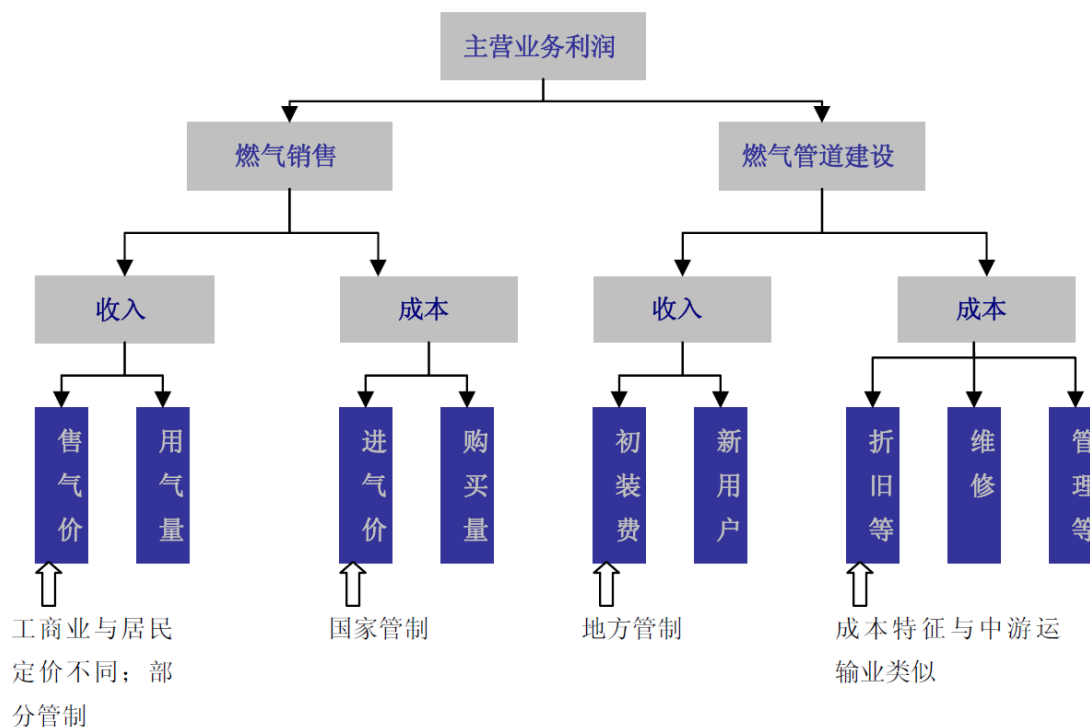 主营业务利润
燃气销售
燃气管道建设
收入
成本
收入
成本
售气价
用气量
进气价
购买量
初装费
新用户
折旧等
维修
管理等
工商业与居民
定价不同；部
分管制
国家管制
地方管制
成本特征与中游运
输业类似